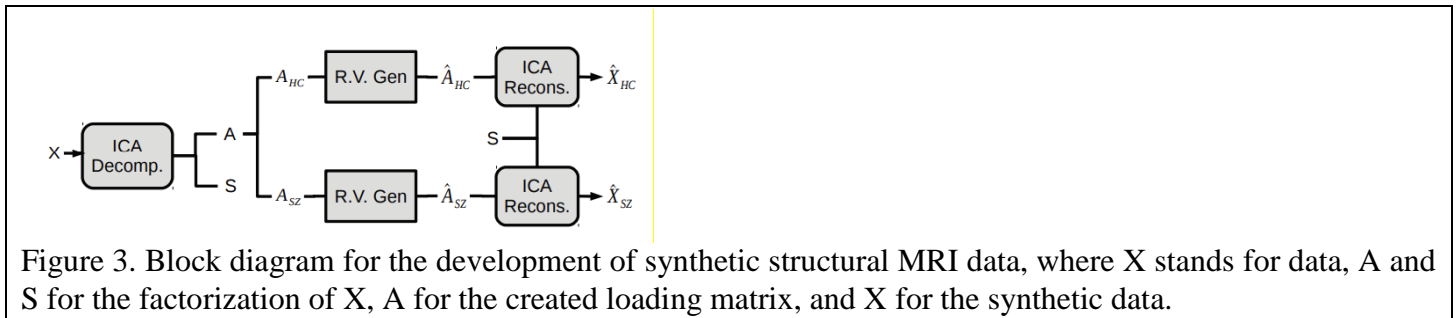 X
ICA
Decomp.
A
S
A_HC
R.V. Gen
Â_HC
ICA
Recons.
X̂_HC
S
A_SZ
R.V. Gen
Â_SZ
ICA
Recons.
X̂_SZ
Figure 3. Block diagram for the development of synthetic structural MRI data, where X stands for data, A and
S for the factorization of X, A for the created loading matrix, and X for the synthetic data.